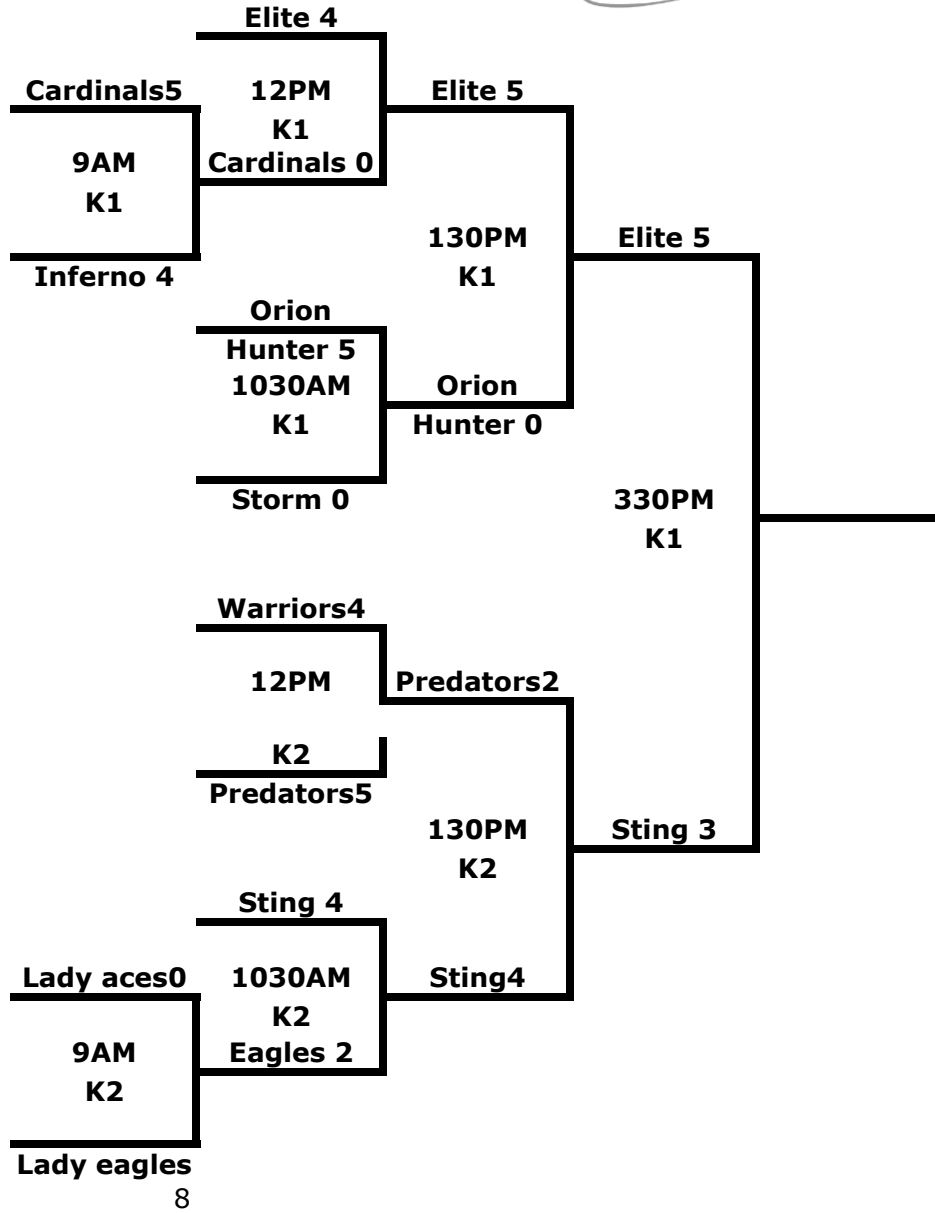 Elite 4
Cardinals5
12PM
K1
Elite 5
9AM
K1
Cardinals 0
Inferno 4
130PM
K1
Elite 5
Orion
Hunter 5
1030AM
K1
Orion
Hunter 0
Storm 0
330PM
K1
Warriors4
12PM
Predators2
K2
Predators5
130PM
K2
Sting 3
Sting 4
Lady aces0
1030AM
K2
Sting4
9AM
K2
Eagles 2
Lady eagles
8